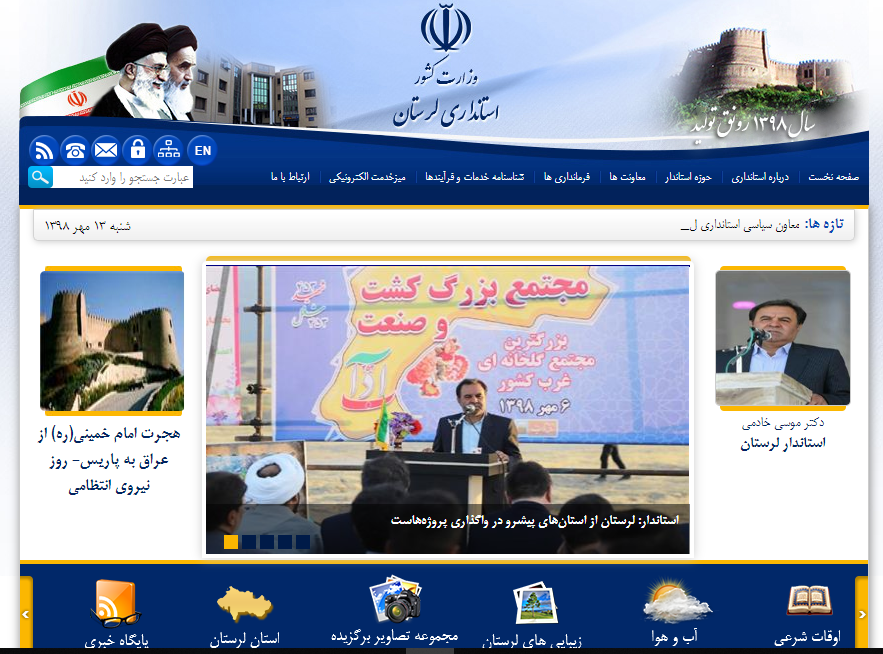 وزارت کشور
استانداری لرستان
سال ۱۳۹۸ رونق تولید
EN
عبارت جستجو را وارد کنید
صفحه نخست
درباره استانداری
حوزه استاندار
معاونت ها
فرمانداری ها
شناسنامه خدمات و فرآیندها
میزخدمت الکترونیکی
ارتباط با ما
تازه ها: معاون سیاسی استانداری ل_
شنبه ۱۳ مهر ۱۳۹۸
مجتمع بزرگ کشت
و صنعت
آدآ
بزرگترین
مجتمع گلخانه ای
غرب کشور
۶ مهر ۱۳۹۸
استاندار: لرستان از استان‌های پیشرو در واگذاری پروژه‌هاست
دکتر موسی خادمی
استاندار لرستان
هجرت امام خمینی(ره) از
عراق به پاریس- روز
نیروی انتظامی
اوقات شرعی
آب و هوا
زیبایی های لرستان
مجموعه تصاویر برگزیده
استان لرستان
پایگاه خبری